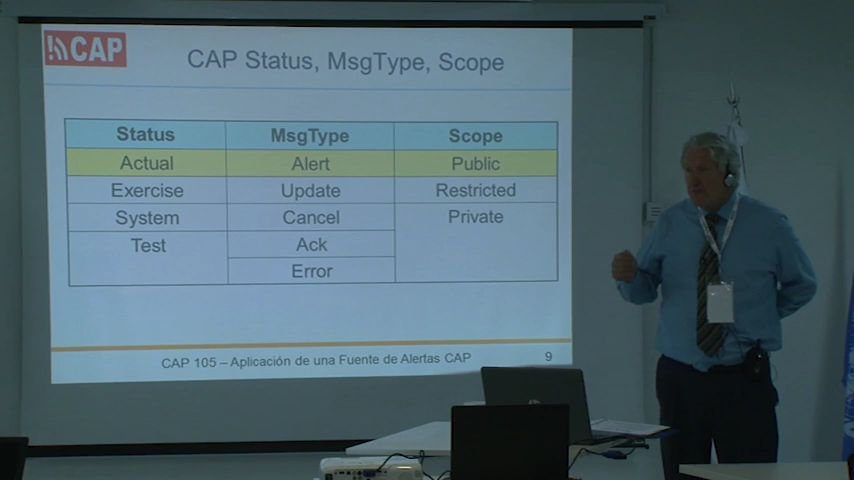 CAP
CAP Status, MsgType, Scope
Status MsgType Scope
Actual Alert Public
Exercise Update Restricted
System Cancel Private
Test Ack
Error
CAP 105 – Aplicación de una Fuente de Alertas CAP 9